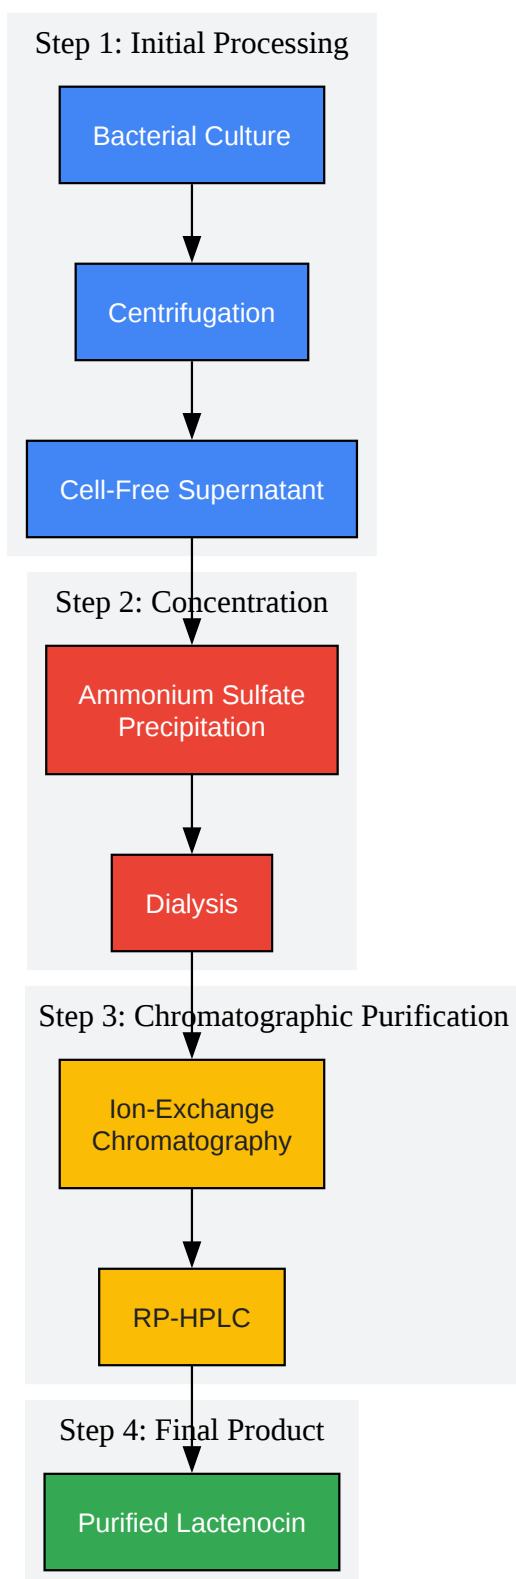 Step 1: Initial Processing
Bacterial Culture
Centrifugation
Cell-Free Supernatant
Step 2: Concentration
Ammonium Sulfate
Precipitation
Dialysis
Step 3: Chromatographic Purification
Ion-Exchange
Chromatography
RP-HPLC
Step 4: Final Product
Purified Lactenocin